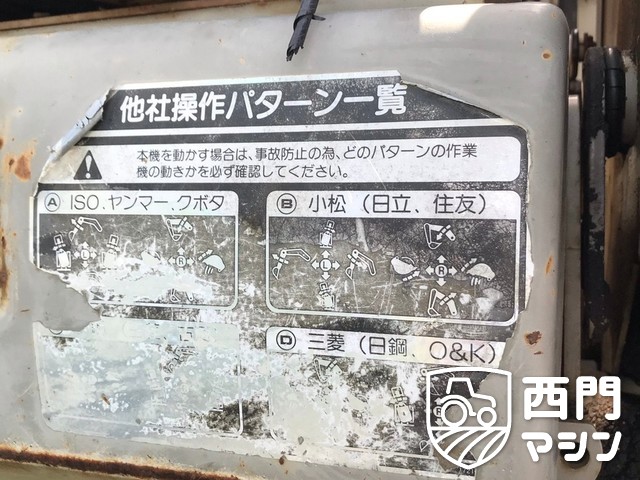 他社操作パターン一覧
本機を動かす場合は、事故防止の為、どのパターンの作業
機の動きかを必ず確認してください。
A ISO.ヤンマー.クボタ
L
R
B 小松（日立、住友）
L
R
D 三菱（日鋼、O&K）
R
西門
マシン